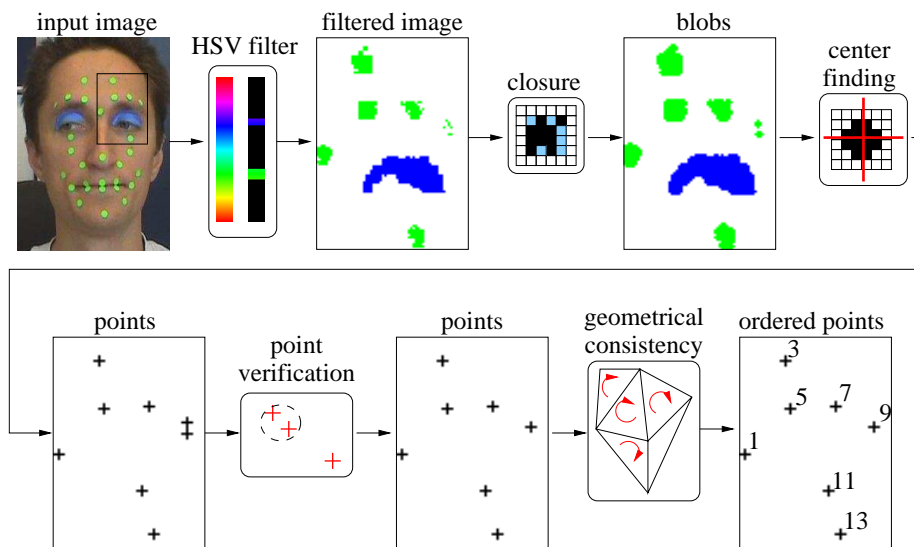 input image
HSV filter
filtered image
closure
blobs
center
finding
points
point
verification
points
geometrical
consistency
ordered points
3
5
7
9
1
11
13